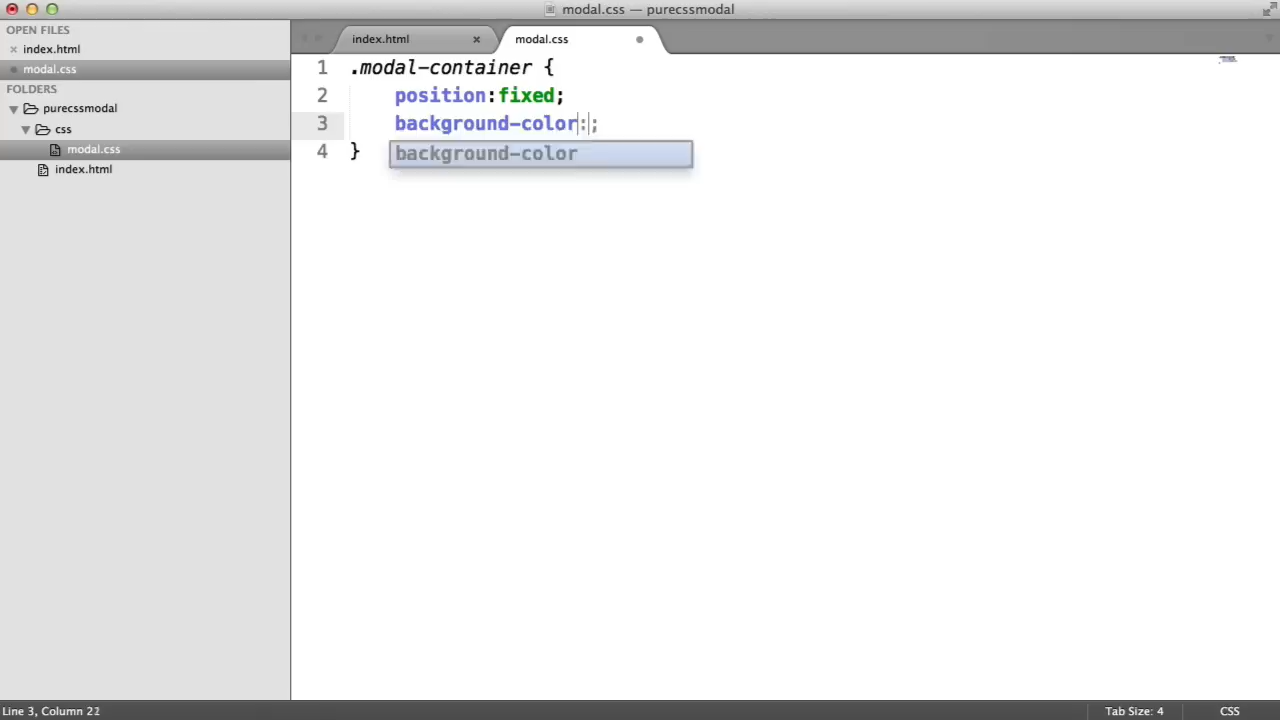 modal.css — purecssmodal
OPEN FILES
index.html
modal.css
FOLDERS
purecssmodal
css
modal.css
index.html
index.html
modal.css
1 .modal-container {
2 position:fixed;
3 background-color:;
4 }
background-color
Line 3, Column 22
Tab Size: 4
CSS